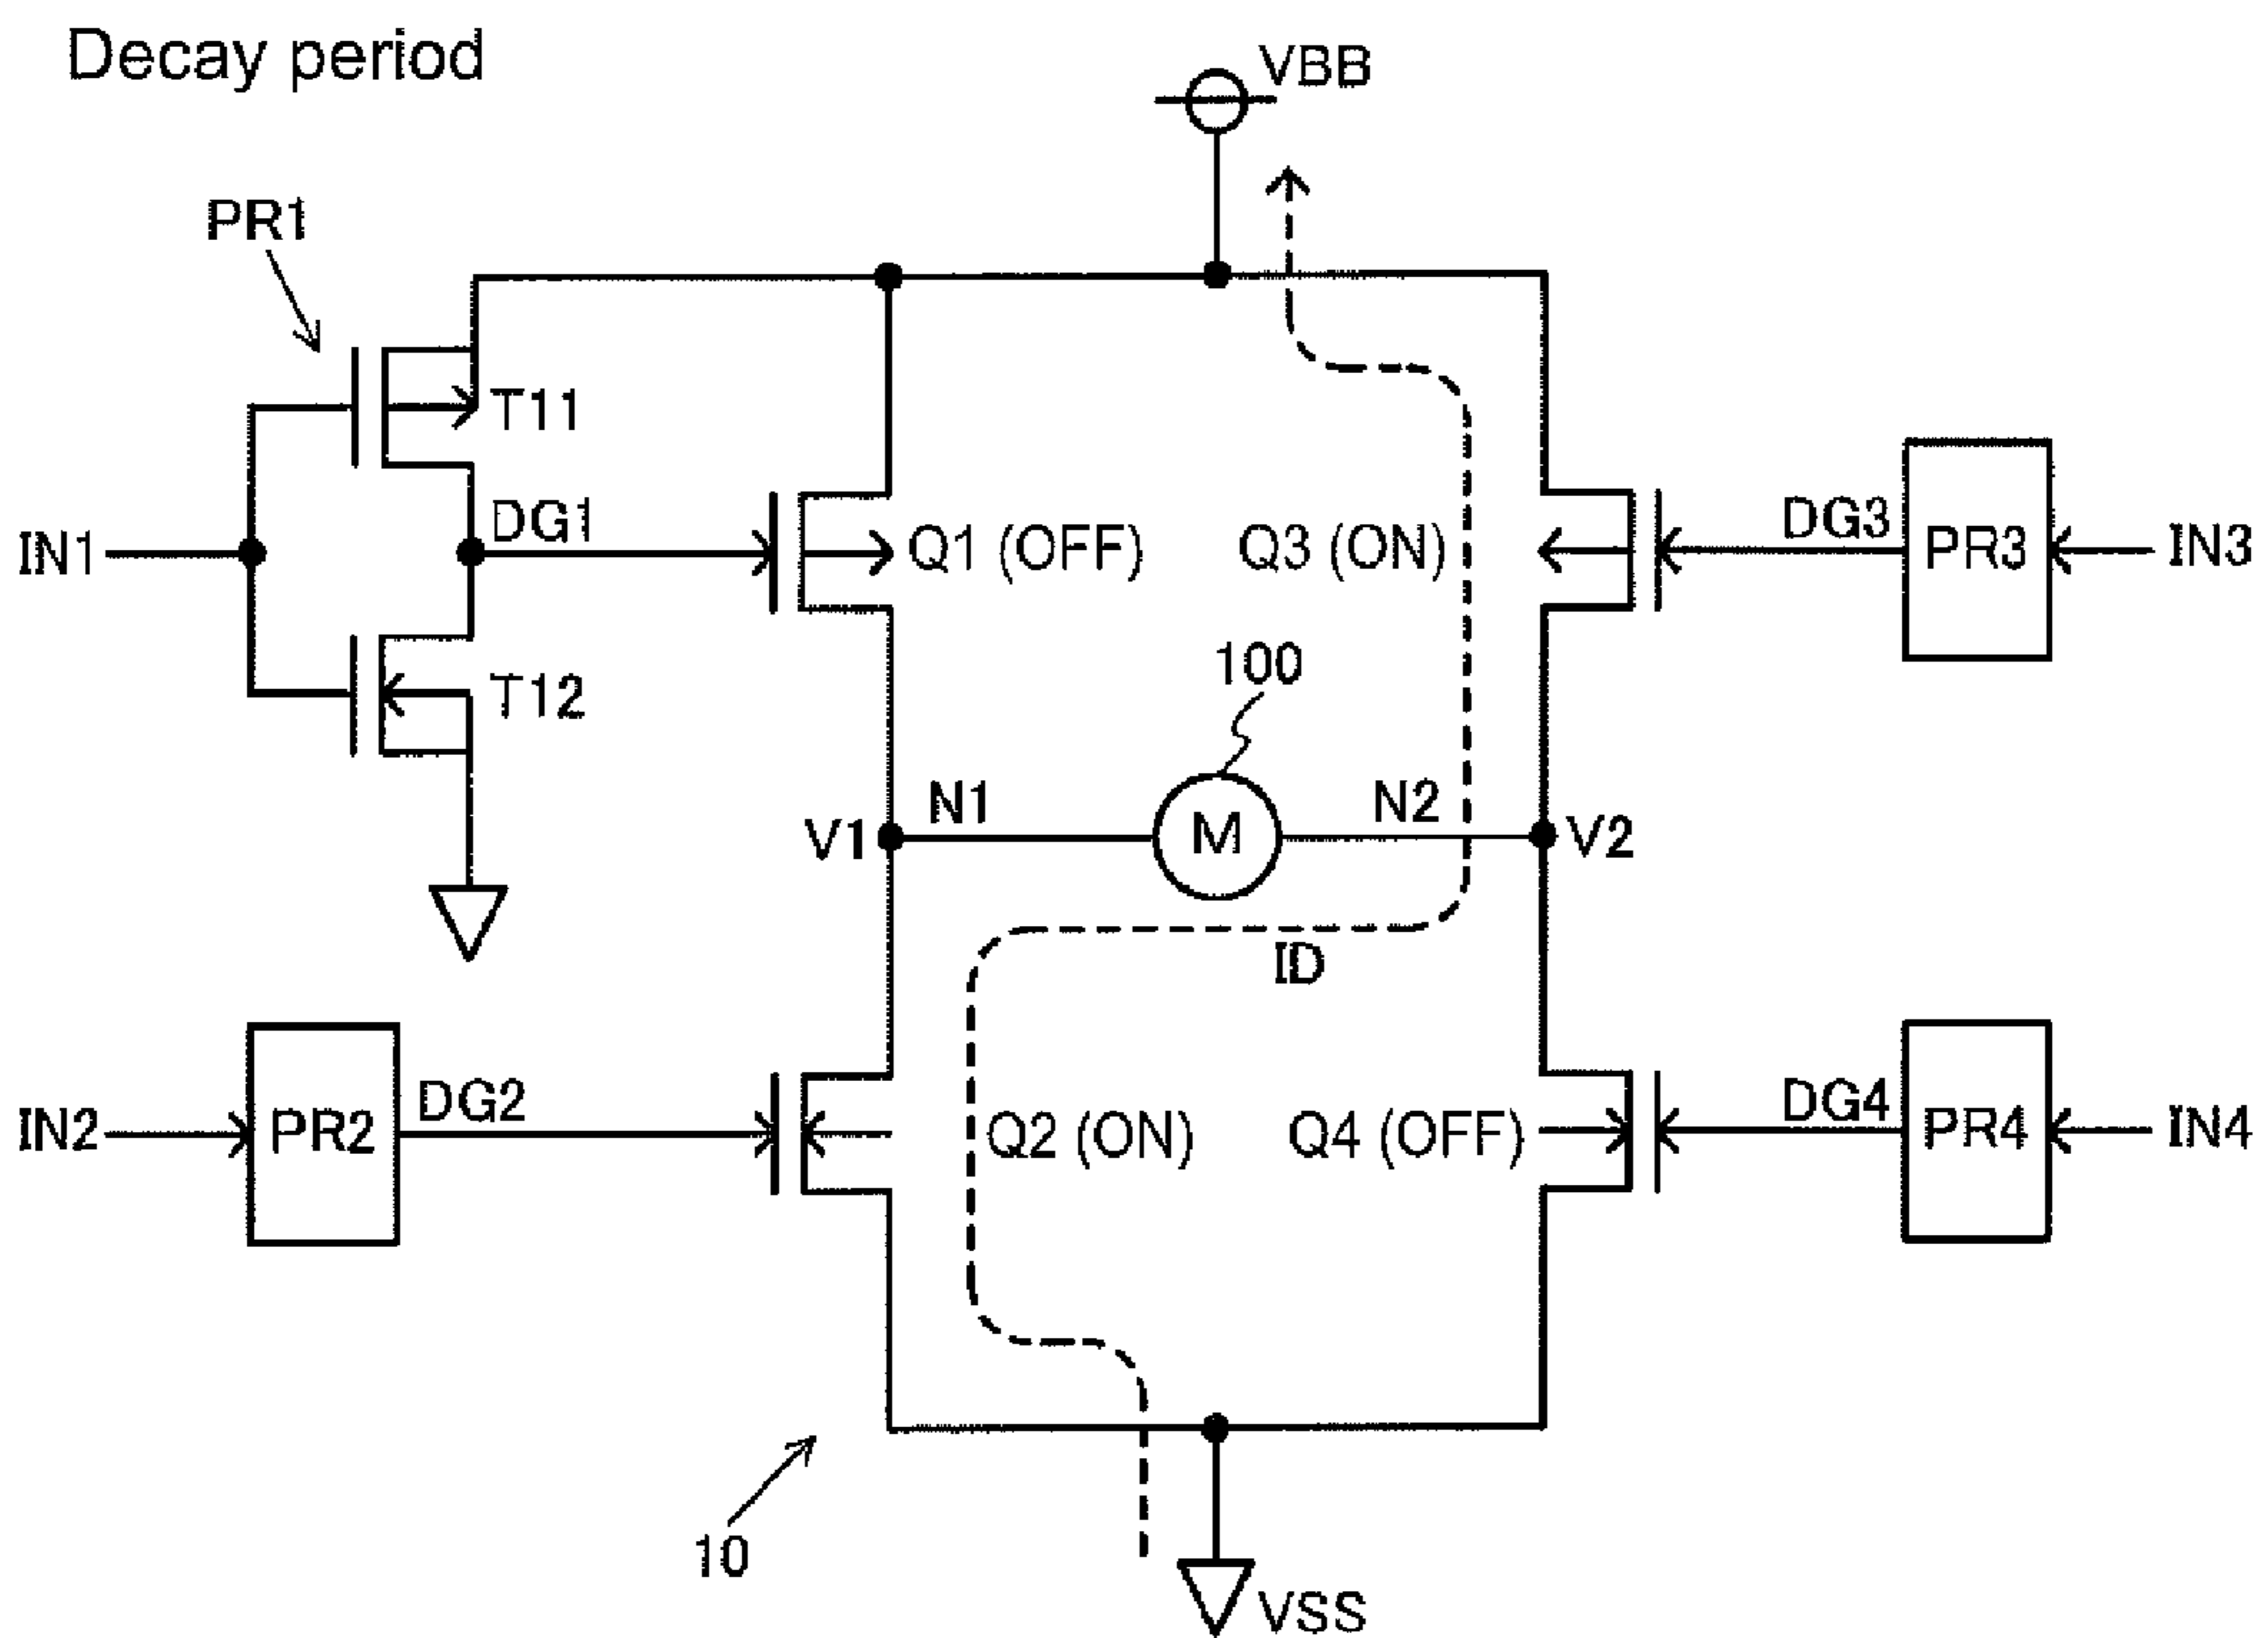 Decay period
VBB
PR1
T11
IN1
DG1
Q1 (OFF)
Q3 (ON)
DG3
PR3
IN3
T12
100
V1
N1
M
N2
V2
ID
IN2
PR2
DG2
Q2 (ON)
Q4 (OFF)
DG4
PR4
IN4
10
VSS